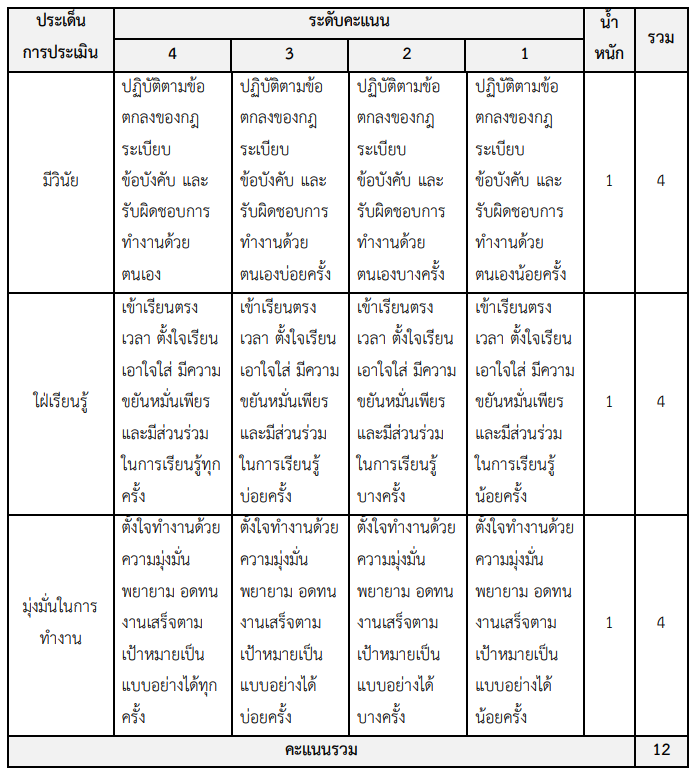 ประเด็น
การประเมิน
ระดับคะแนน
น้ำ
หนัก
รวม
4 3 2 1
มีวินัย
ปฏิบัติตามข้อ
ตกลงของกฎ
ระเบียบ
ข้อบังคับ และ
รับผิดชอบการ
ทำงานด้วย
ตนเอง
ปฏิบัติตามข้อ
ตกลงของกฎ
ระเบียบ
ข้อบังคับ และ
รับผิดชอบการ
ทำงานด้วย
ตนเองบ่อยครั้ง
ปฏิบัติตามข้อ
ตกลงของกฎ
ระเบียบ
ข้อบังคับ และ
รับผิดชอบการ
ทำงานด้วย
ตนเองบางครั้ง
ปฏิบัติตามข้อ
ตกลงของกฎ
ระเบียบ
ข้อบังคับ และ
รับผิดชอบการ
ทำงานด้วย
ตนเองน้อยครั้ง
1
4
ใฝ่เรียนรู้
เข้าเรียนตรง
เวลา ตั้งใจเรียน
เอาใจใส่ มีความ
ขยันหมั่นเพียร
และมีส่วนร่วม
ในการเรียนรู้ทุก
ครั้ง
เข้าเรียนตรง
เวลา ตั้งใจเรียน
เอาใจใส่ มีความ
ขยันหมั่นเพียร
และมีส่วนร่วม
ในการเรียนรู้
บ่อยครั้ง
เข้าเรียนตรง
เวลา ตั้งใจเรียน
เอาใจใส่ มีความ
ขยันหมั่นเพียร
และมีส่วนร่วม
ในการเรียนรู้
บางครั้ง
เข้าเรียนตรง
เวลา ตั้งใจเรียน
เอาใจใส่ มีความ
ขยันหมั่นเพียร
และมีส่วนร่วม
ในการเรียนรู้
น้อยครั้ง
1
4
มุ่งมั่นในการ
ทำงาน
ตั้งใจทำงานด้วย
ความมุ่งมั่น
พยายาม อดทน
งานเสร็จตาม
เป้าหมายเป็น
แบบอย่างได้ทุก
ครั้ง
ตั้งใจทำงานด้วย
ความมุ่งมั่น
พยายาม อดทน
งานเสร็จตาม
เป้าหมายเป็น
แบบอย่างได้
บ่อยครั้ง
ตั้งใจทำงานด้วย
ความมุ่งมั่น
พยายาม อดทน
งานเสร็จตาม
เป้าหมายเป็น
แบบอย่างได้
บางครั้ง
ตั้งใจทำงานด้วย
ความมุ่งมั่น
พยายาม อดทน
งานเสร็จตาม
เป้าหมายเป็น
แบบอย่างได้
น้อยครั้ง
1
4
คะแนนรวม 12